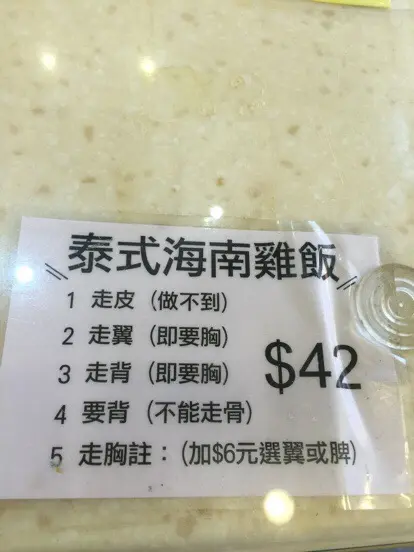 泰式海南雞飯
1 走皮 (做不到)
2 走翼 (即要胸)
3 走背 (即要胸)
$42
4 要背 (不能走骨)
5 走胸註：(加$6元選翼或脾)